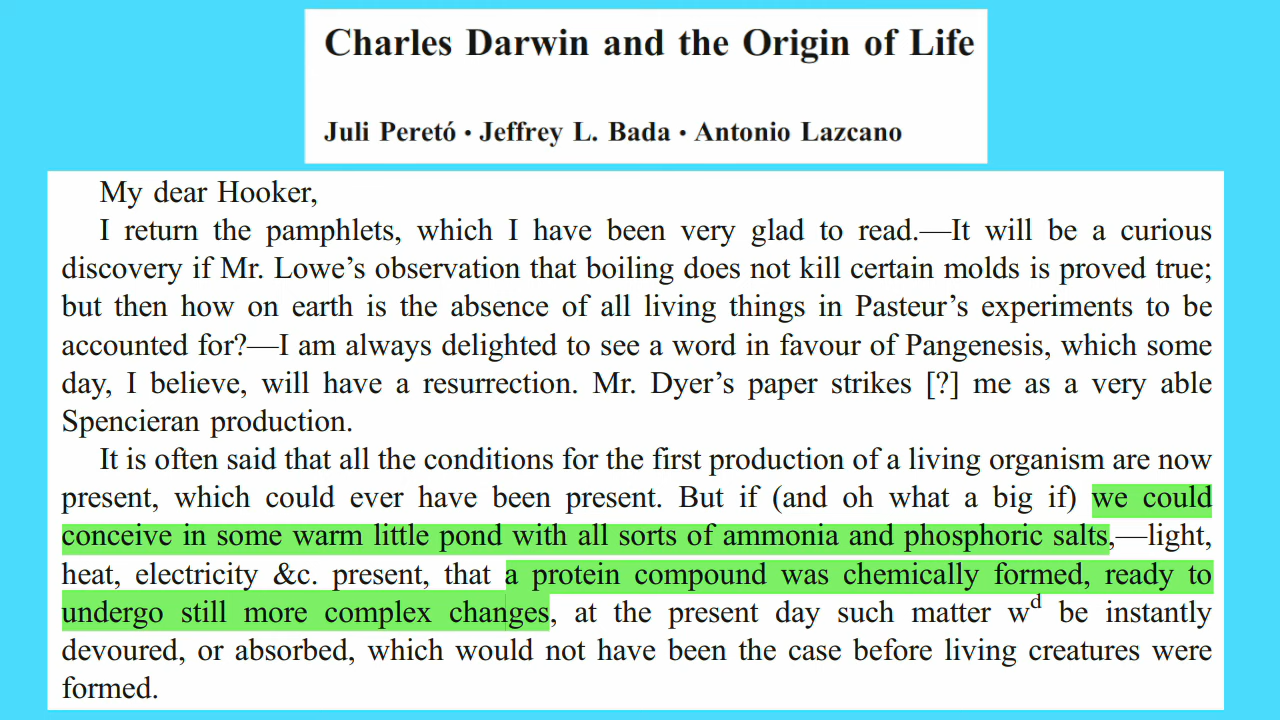 Charles Darwin and the Origin of Life
Juli Peretó • Jeffrey L. Bada • Antonio Lazcano
My dear Hooker,
I return the pamphlets, which I have been very glad to read.—It will be a curious
discovery if Mr. Lowe’s observation that boiling does not kill certain molds is proved true;
but then how on earth is the absence of all living things in Pasteur’s experiments to be
accounted for?—I am always delighted to see a word in favour of Pangenesis, which some
day, I believe, will have a resurrection. Mr. Dyer’s paper strikes [?] me as a very able
Spencieran production.
It is often said that all the conditions for the first production of a living organism are now
present, which could ever have been present. But if (and oh what a big if) we could
conceive in some warm little pond with all sorts of ammonia and phosphoric salts,—light,
heat, electricity &c. present, that a protein compound was chemically formed, ready to
undergo still more complex changes, at the present day such matter wᵈ be instantly
devoured, or absorbed, which would not have been the case before living creatures were
formed.